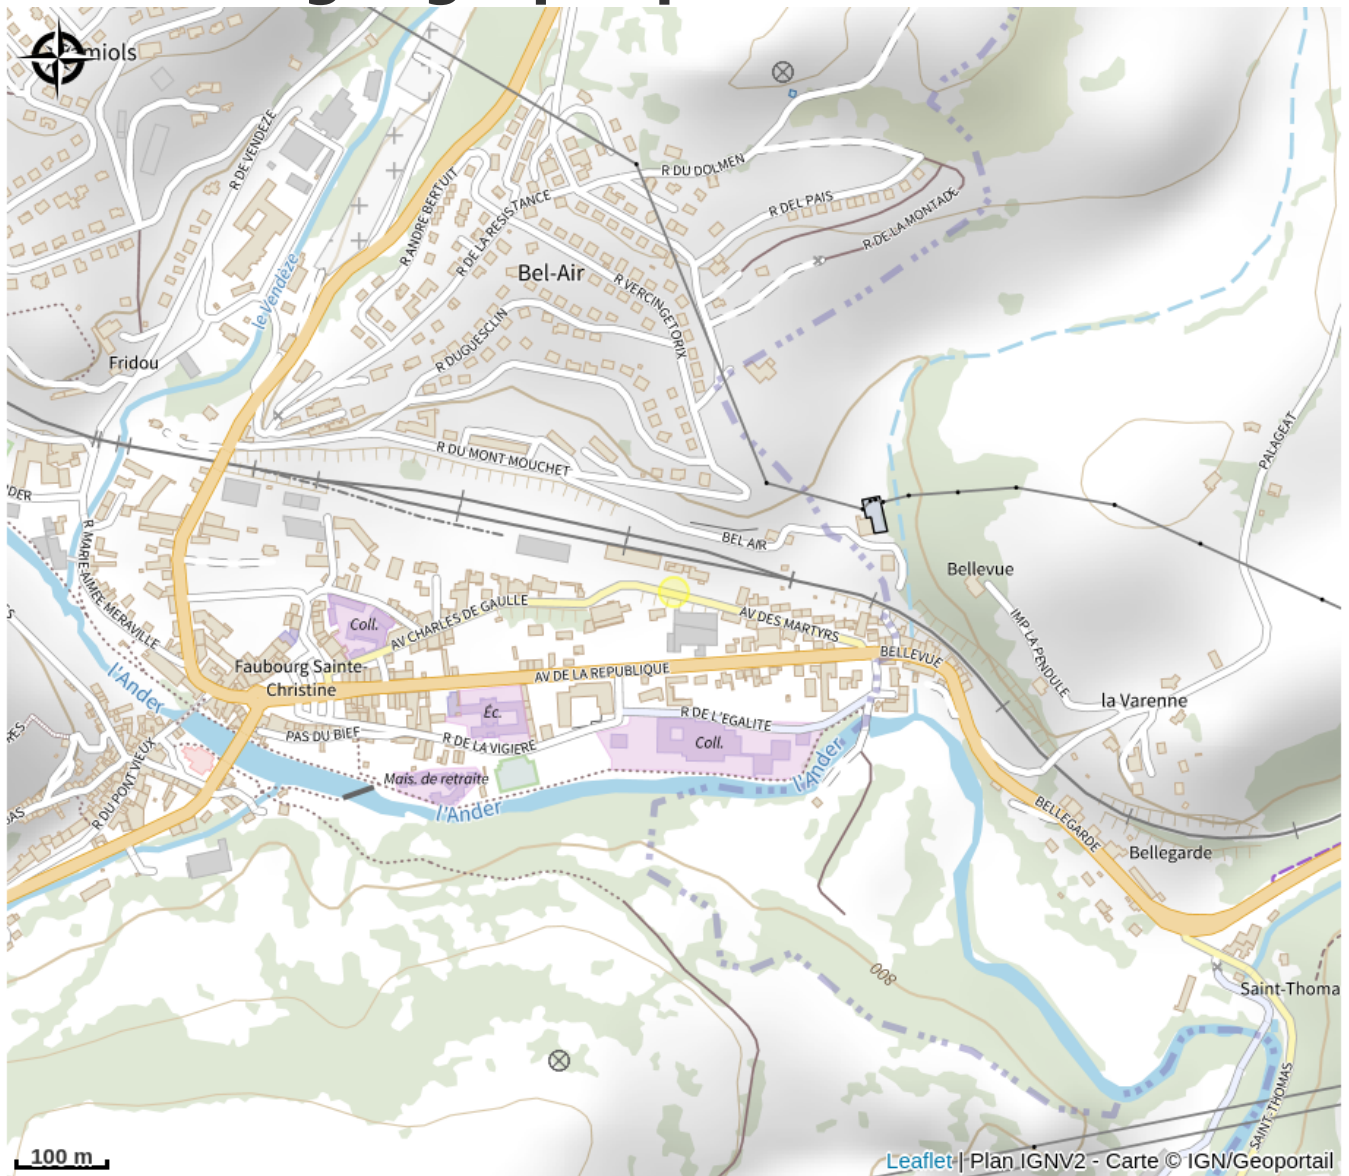 R DE VENDEZE
R ANDRE BERTUIT
R DE LA RESISTANCE
R DU DOLMEN
R DEL PAIS
R DE LA MONTADE
Bel-Air
R VERCINGETORIX
le Vendèze
R DUGUESCLIN
Fridou
R DU MONT MOUCHET
PALAGEAT
BEL AIR
Bellevue
R MARIE-AIMEE MERAVILLE
Coll.
AV CHARLES DE GAULLE
AV DES MARTYRS
IMP LA PENDULE
Faubourg Sainte-
Christine
AV DE LA REPUBLIQUE
BELLEVUE
l'Ander
la Varenne
Éc.
R DE L'EGALITE
PAS DU BIEF
R DE LA VIGIERE
Coll.
R DU PONT VIEUX
Mais. de retraite
l'Ander
l'Ander
BELLEGARDE
Bellegarde
800
Saint-Thoma
SAINT-THOMAS
100 m
Leaflet | Plan IGNV2 - Carte © IGN/Geoportail